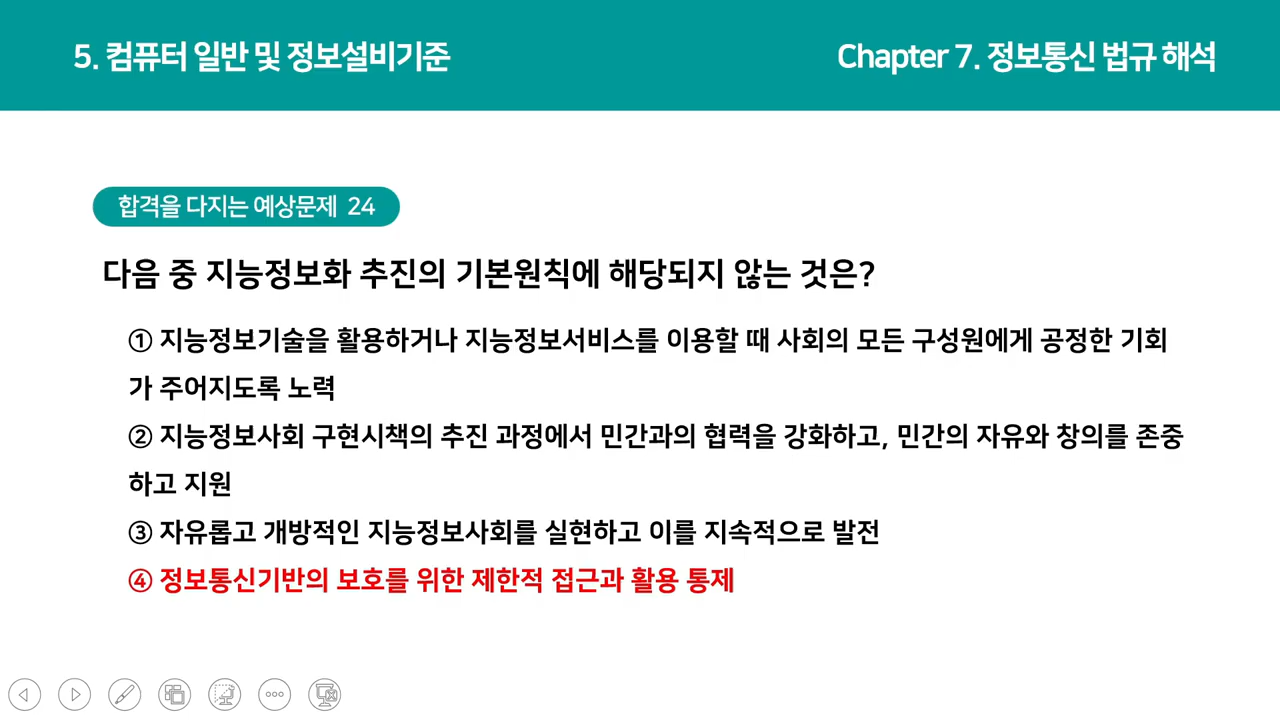 5. 컴퓨터 일반 및 정보설비기준
Chapter 7. 정보통신 법규 해석
합격을 다지는 예상문제 24
다음 중 지능정보화 추진의 기본원칙에 해당되지 않는 것은?
① 지능정보기술을 활용하거나 지능정보서비스를 이용할 때 사회의 모든 구성원에게 공정한 기회
가 주어지도록 노력
② 지능정보사회 구현시책의 추진 과정에서 민간과의 협력을 강화하고, 민간의 자유와 창의를 존중
하고 지원
③ 자유롭고 개방적인 지능정보사회를 실현하고 이를 지속적으로 발전
④ 정보통신기반의 보호를 위한 제한적 접근과 활용 통제